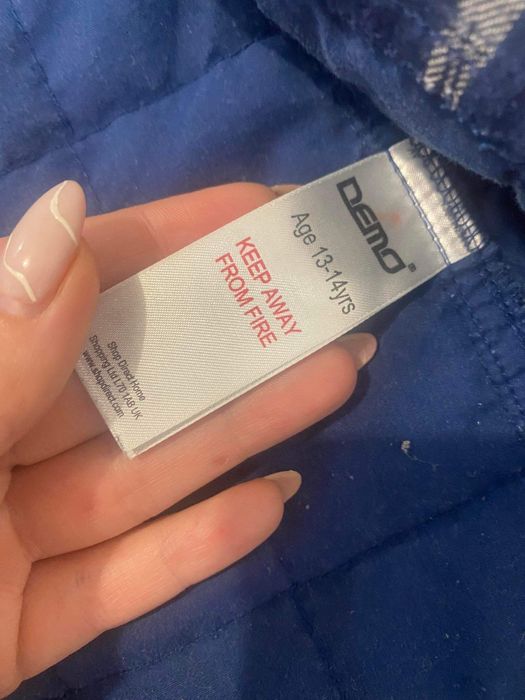 DEMO®
Age 13-14yrs
KEEP AWAY
FROM FIRE
Shop Direct Home
Shopping Ltd L70 1AB UK
www.shopdirect.com